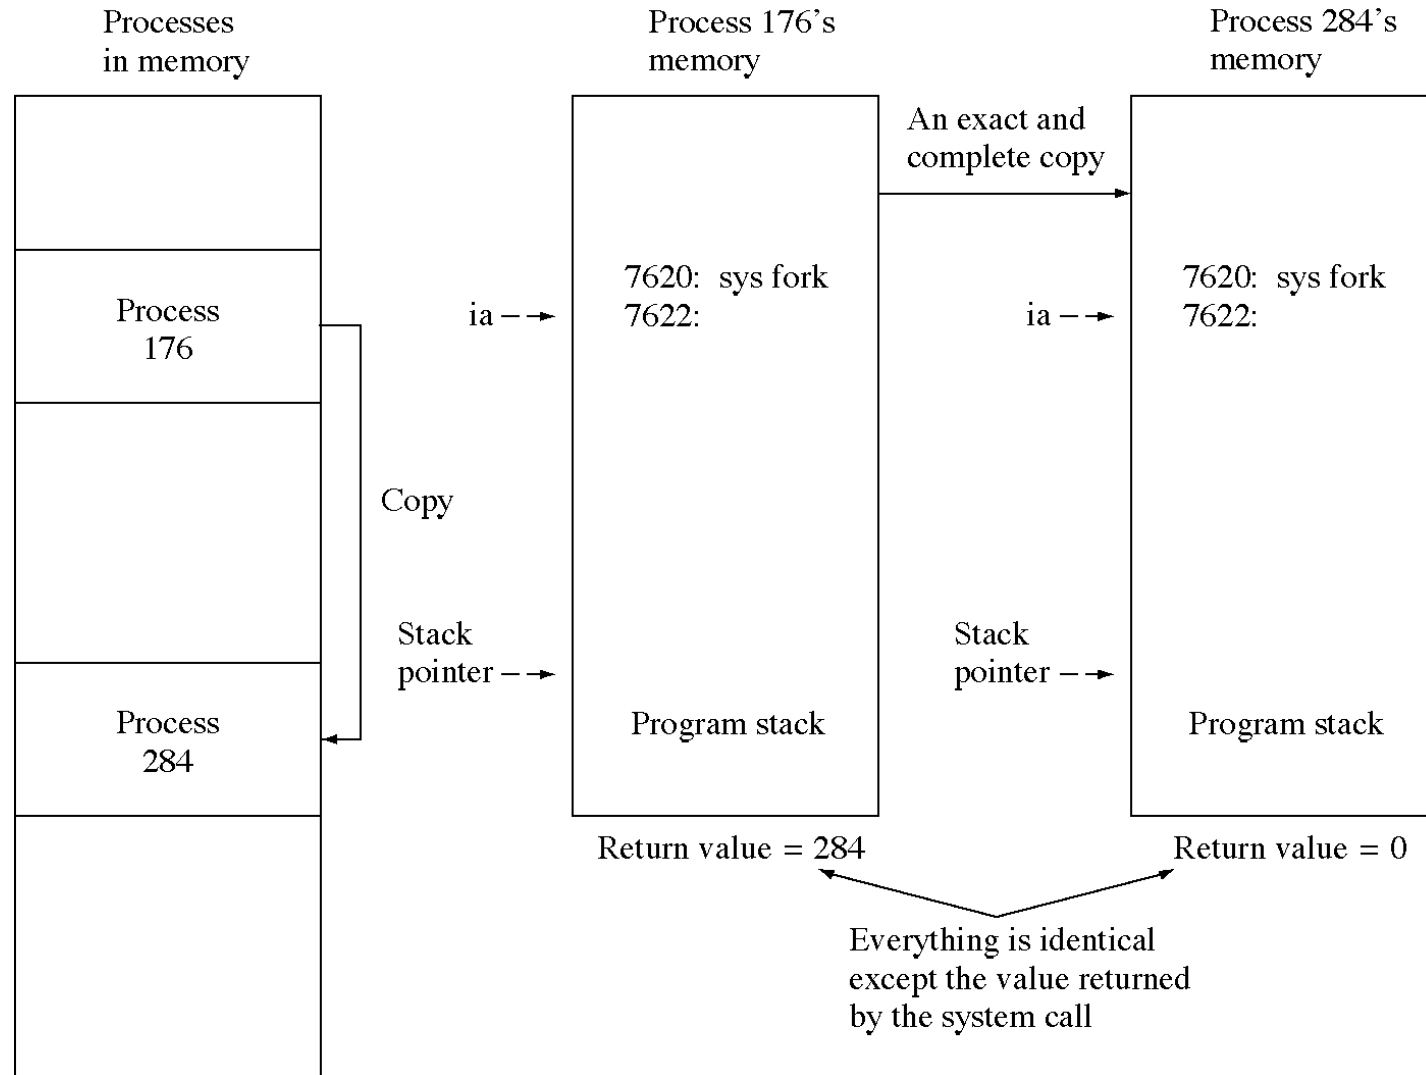 Processes
in memory
Process 176’s
memory
Process 284’s
memory
An exact and
complete copy
Process
176
ia
7620: sys fork
7622:
ia
7620: sys fork
7622:
Copy
Stack
pointer
Stack
pointer
Process
284
Program stack
Program stack
Return value = 284
Return value = 0
Everything is identical
except the value returned
by the system call